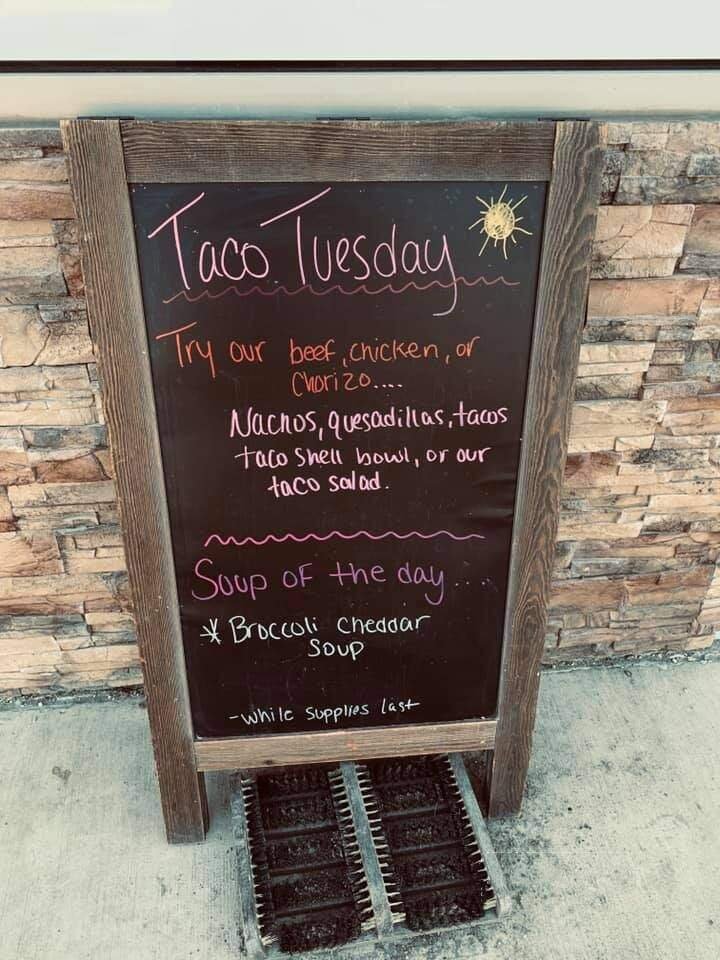 Taco Tuesday
Try our beef, chicken, or
Chorizo....
Nachos, quesadillas, tacos
taco shell bowl, or our
taco salad.
Soup of the day....
* Broccoli Cheddar
Soup
-while supplies last